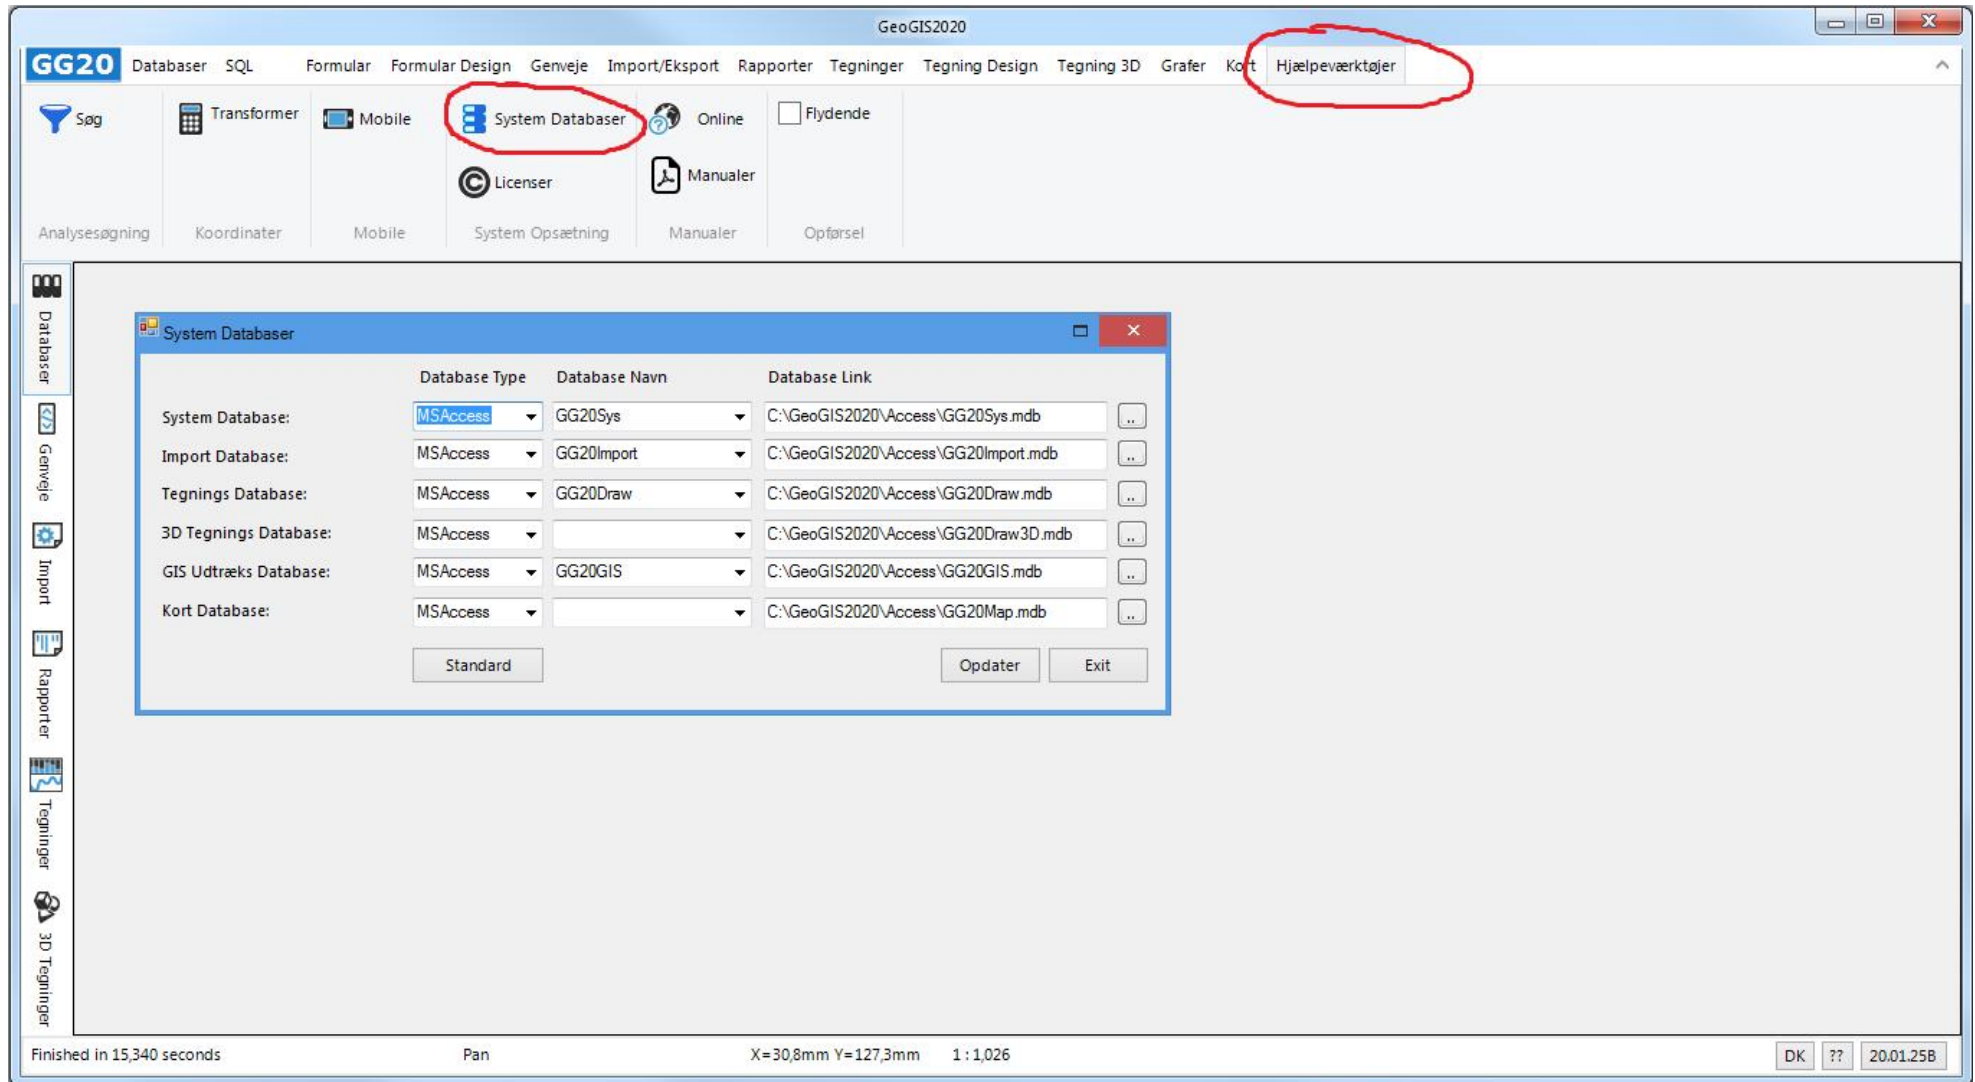 GeoGIS2020
GG20 Databaser SQL Formular Formular Design Genveje Import/Eksport Rapporter Tegninger Tegning Design Tegning 3D Grafer Kort Hjælpeværktøjer
Søg Transformer Mobile System Databaser Online Flydende
Licenser Manualer
Analysesøgning Koordinater Mobile System Opsætning Manualer Opførsel
Databaser
Genveje
Import
Rapporter
Tegninger
3D Tegninger
System Databaser
Database Type Database Navn Database Link
System Database: MSAccess GG20Sys C:\GeoGIS2020\Access\GG20Sys.mdb ..
Import Database: MSAccess GG20Import C:\GeoGIS2020\Access\GG20Import.mdb ..
Tegnings Database: MSAccess GG20Draw C:\GeoGIS2020\Access\GG20Draw.mdb ..
3D Tegnings Database: MSAccess C:\GeoGIS2020\Access\GG20Draw3D.mdb ..
GIS Udtræks Database: MSAccess GG20GIS C:\GeoGIS2020\Access\GG20GIS.mdb ..
Kort Database: MSAccess C:\GeoGIS2020\Access\GG20Map.mdb ..
Standard Opdater Exit
Finished in 15,340 seconds Pan X=30,8mm Y=127,3mm 1 : 1,026 DK ?? 20.01.25B